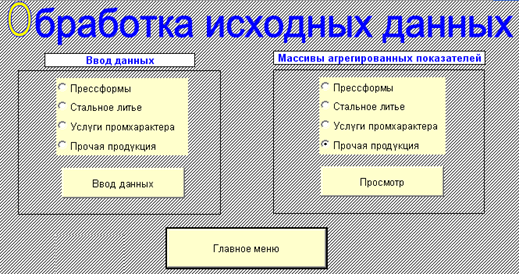 Обработка исходных данных
Ввод данных
Прессформы
Стальное литье
Услуги промхарактера
Прочая продукция
Ввод данных
Массивы агрегированных показателей
Прессформы
Стальное литье
Услуги промхарактера
Прочая продукция
Просмотр
Главное меню